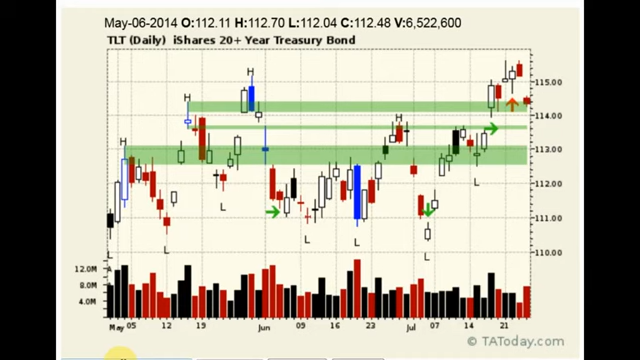 May-06-2014 O:112.11 H:112.70 L:112.04 C:112.48 V:6,522,600
TLT (Daily) iShares 20+ Year Treasury Bond
H
H
115.00
H
H
114.00
113.00
112.00
L
L
111.00
L
L
L
L
L
110.00
12.0M
A
8.0M
4.0M
May 05 12 19 Jun 09 16 23 Jul 07 14 21
© TAToday.com